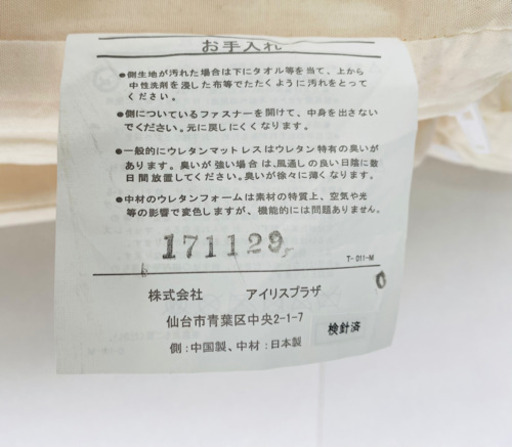 お手入れ
●側生地が汚れた場合は下にタオル等を当て、上から
中性洗剤を浸した布等でたたくように汚れをとって
ください。
●側についているファスナーを開けて、中身を出さない
でください。元に戻しにくくなります。
●一般的にウレタンマットレスはウレタン特有の臭いが
あります。臭いが強い場合は、風通しの良い日陰に数
日間放置してください。臭いが徐々に薄くなります。
●中材のウレタンフォームは素材の特質上、空気や光
等の影響で変色しますが、機能的には問題ありません。
171129
T-011-M
株式会社 アイリスプラザ
仙台市青葉区中央2-1-7
側:中国製、中材:日本製
検針済